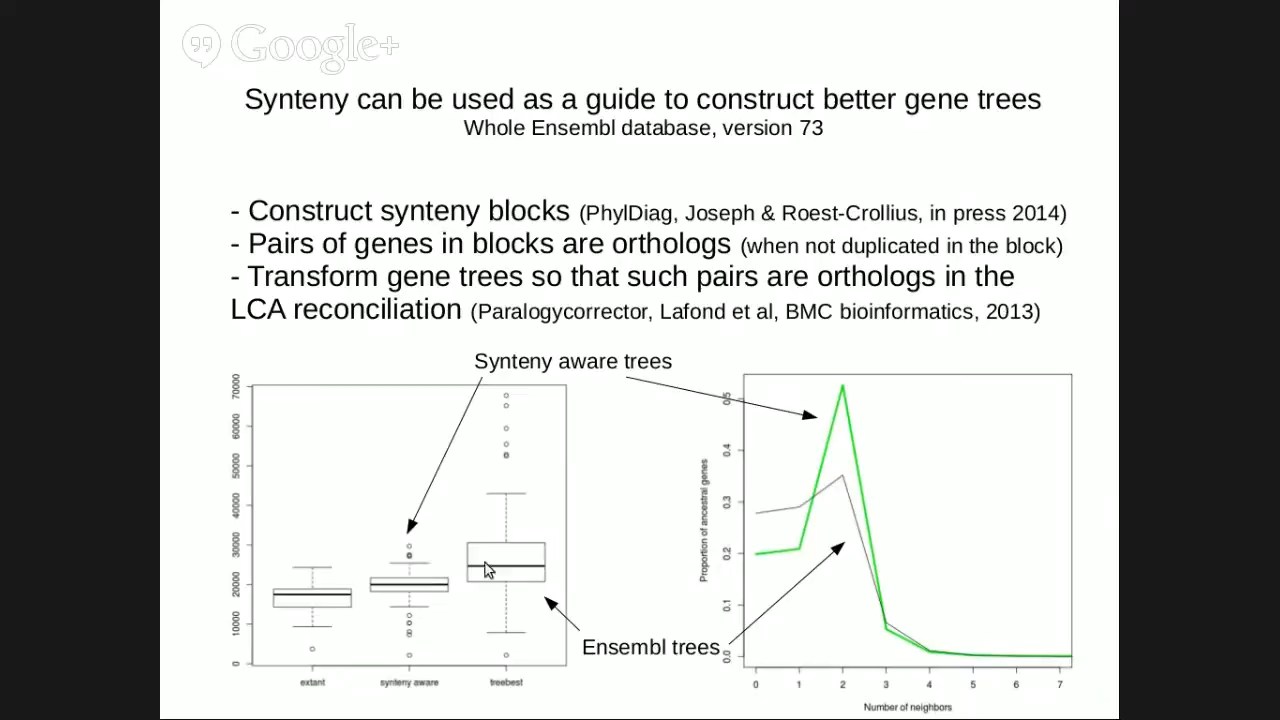 Google+
Synteny can be used as a guide to construct better gene trees
Whole Ensembl database, version 73
- Construct synteny blocks (PhylDiag, Joseph & Roest-Crollius, in press 2014)
- Pairs of genes in blocks are orthologs (when not duplicated in the block)
- Transform gene trees so that such pairs are orthologs in the
LCA reconciliation (Paralogycorrector, Lafond et al, BMC bioinformatics, 2013)
Synteny aware trees
70000
60000
50000
40000
30000
20000
10000
0
extant
synteny aware
treebest
Ensembl trees
Proportion of ancestral genes
0.5
0.4
0.3
0.2
0.1
0.0
0
1
2
3
4
5
6
7
Number of neighbors